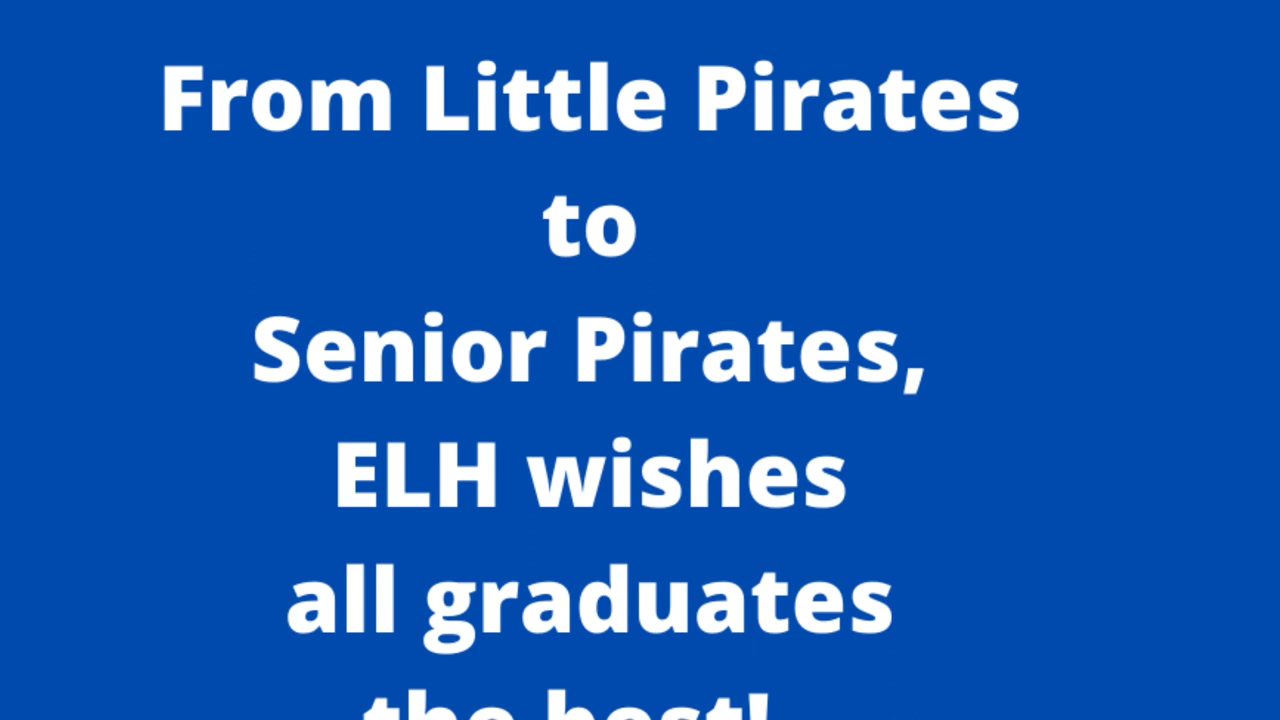 From Little Pirates
to
Senior Pirates,
ELH wishes
all graduates
the best!